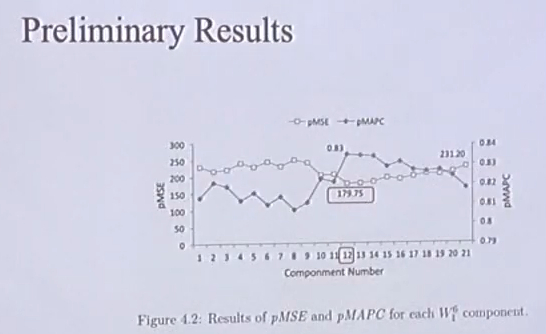 Preliminary Results
pMSE pMAPC
300 0.84
0.83 231.20
250 0.83
200 0.82
179.75
150 0.81
100 0.8
50
0 0.79
pMSE
pMAPC
1 2 3 4 5 6 7 8 9 10 11 12 13 14 15 16 17 18 19 20 21
Componment Number
Figure 4.2: Results of pMSE and pMAPC for each component.